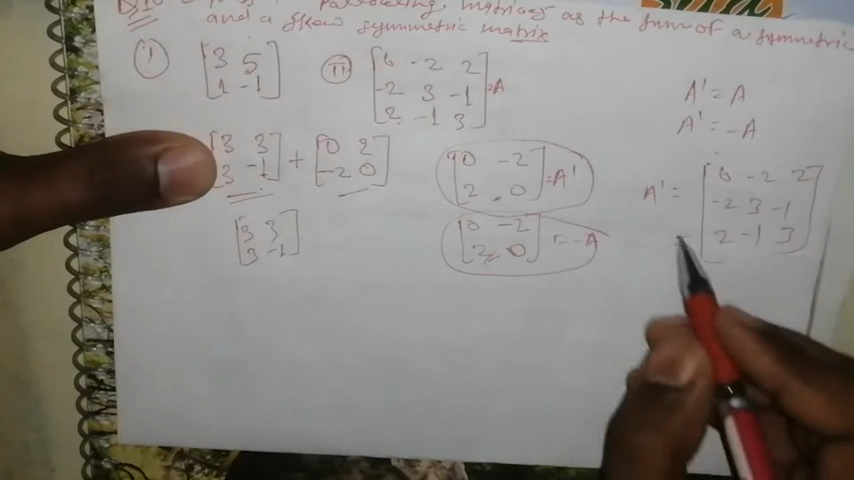 following matrices as the sum of a symmetric
and a skew symmetric matrix
(i) [3 5   (ii) [6 -2 2
1 -1]   -2 3 -1   = A
2 -1 3]
A' = A
A' = -A
[3 3   + [0 2
3 -1]   -2 0]
[0 -2
2 0] = A'
A' = [6 -2 2
-2 3 -1
2 -1 3]
[3 3
3 -1]
[0 -2
2 0] = -A